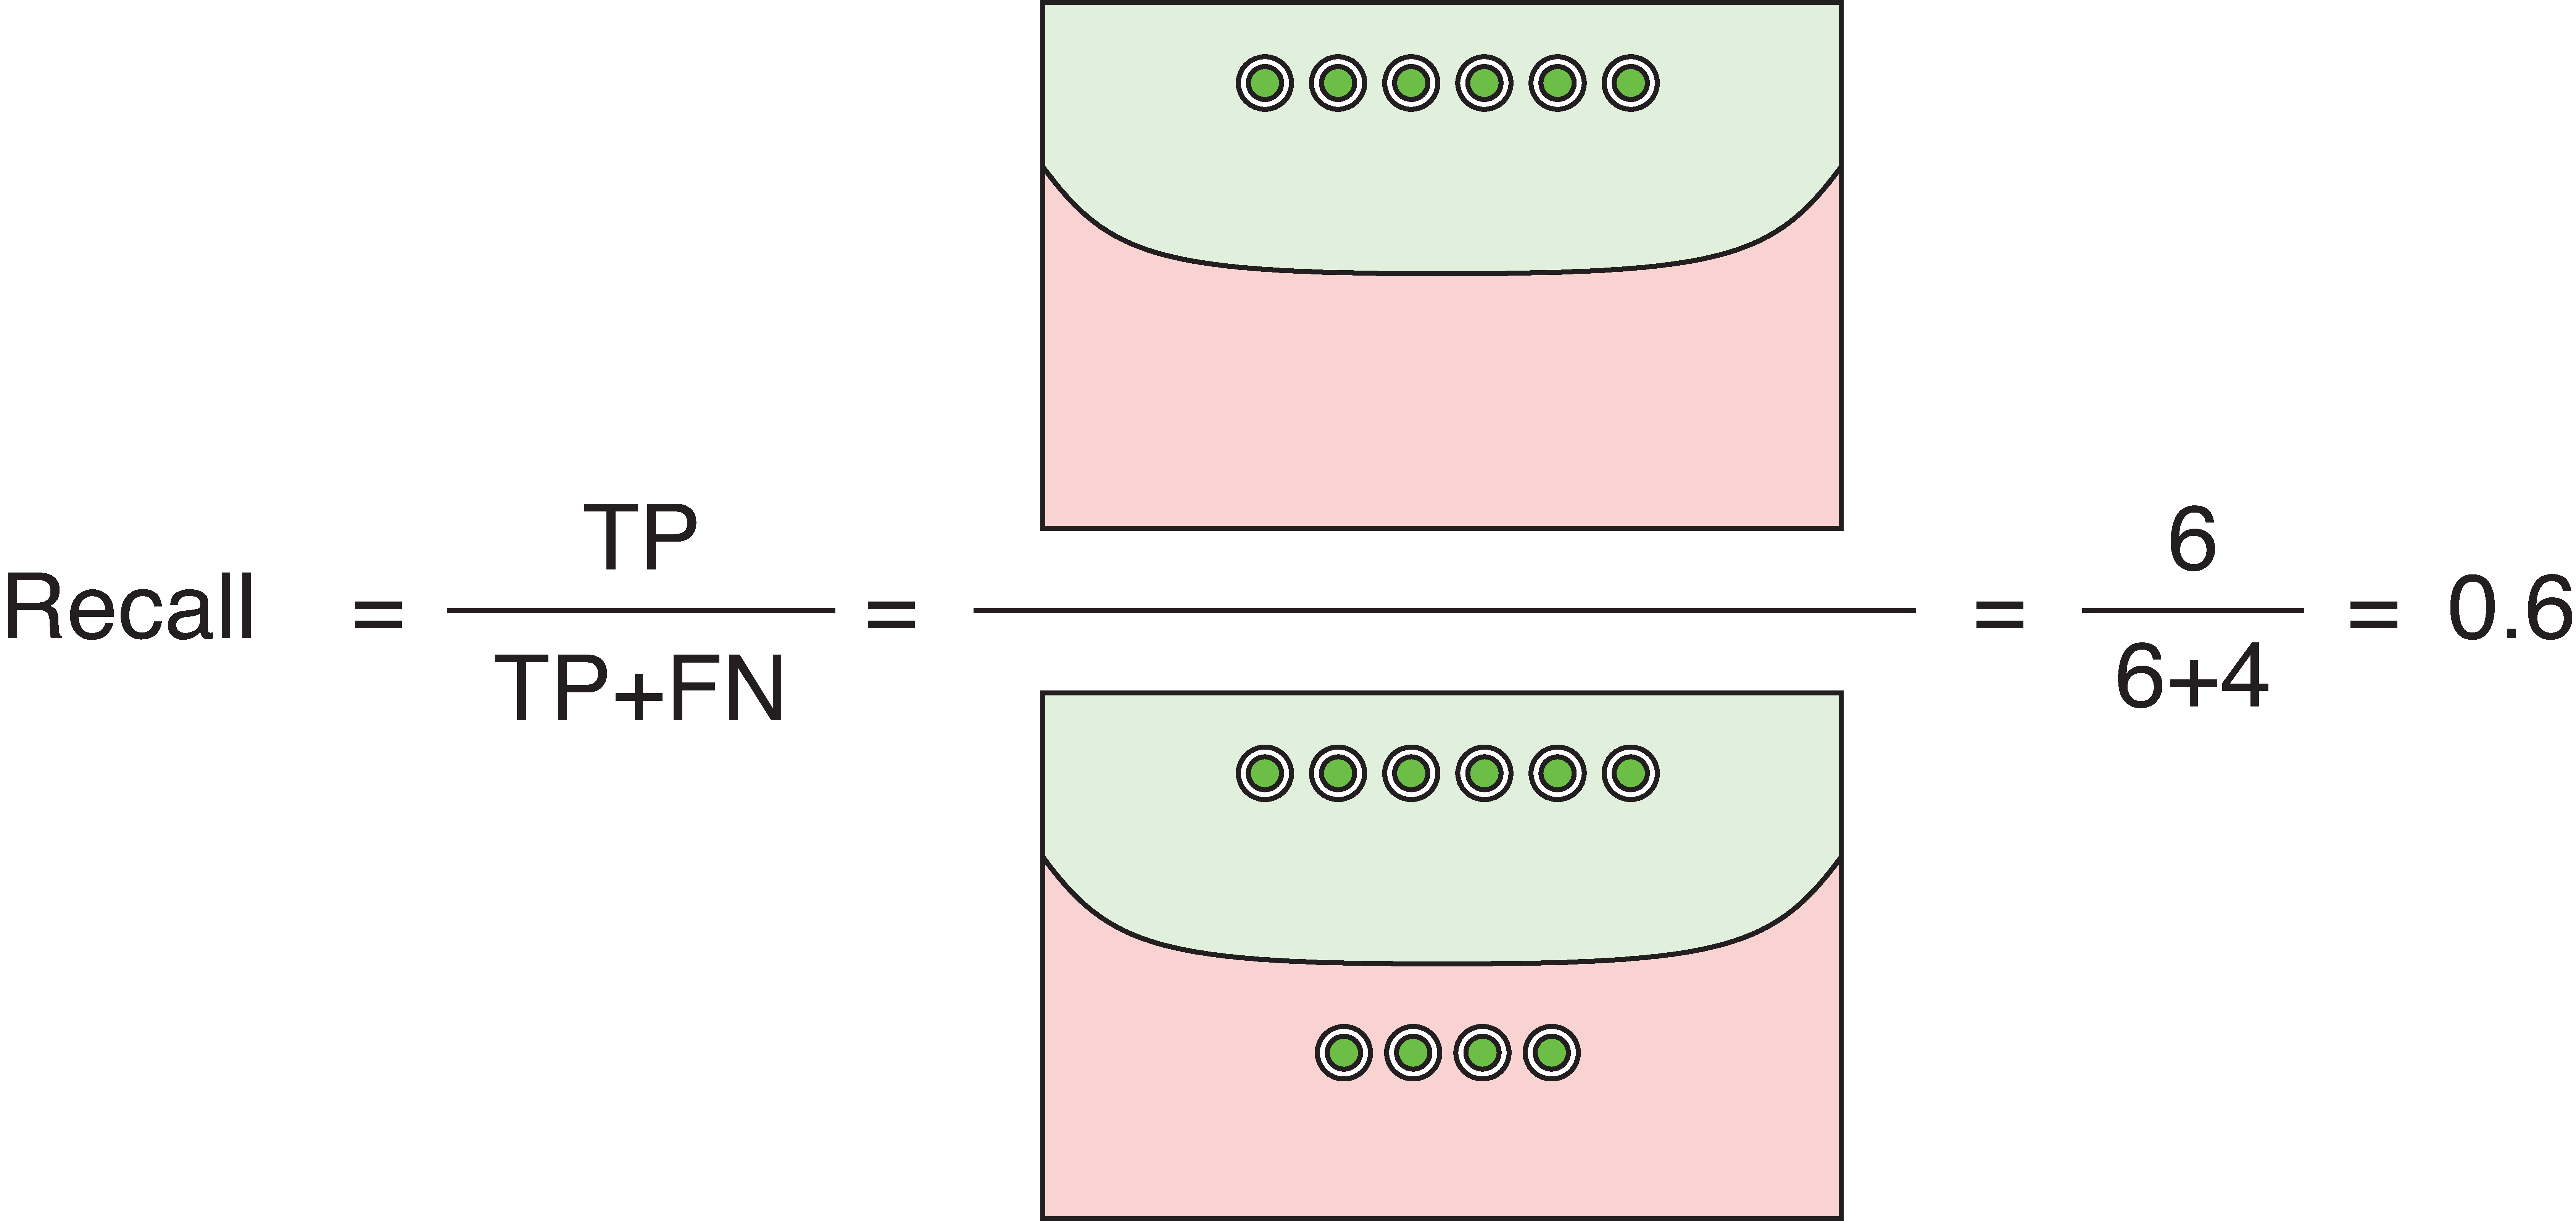 Recall = TP / TP+FN = = 6 / 6+4 = 0.6